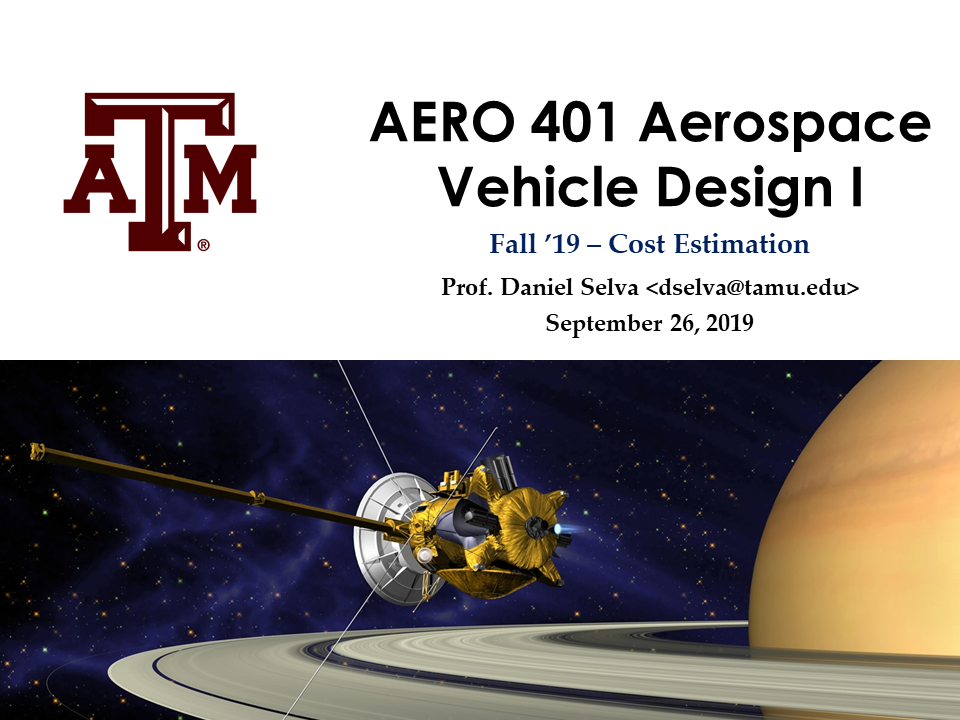 ATM®
AERO 401 Aerospace
Vehicle Design I
Fall ’19 – Cost Estimation
Prof. Daniel Selva <dselva@tamu.edu>
September 26, 2019